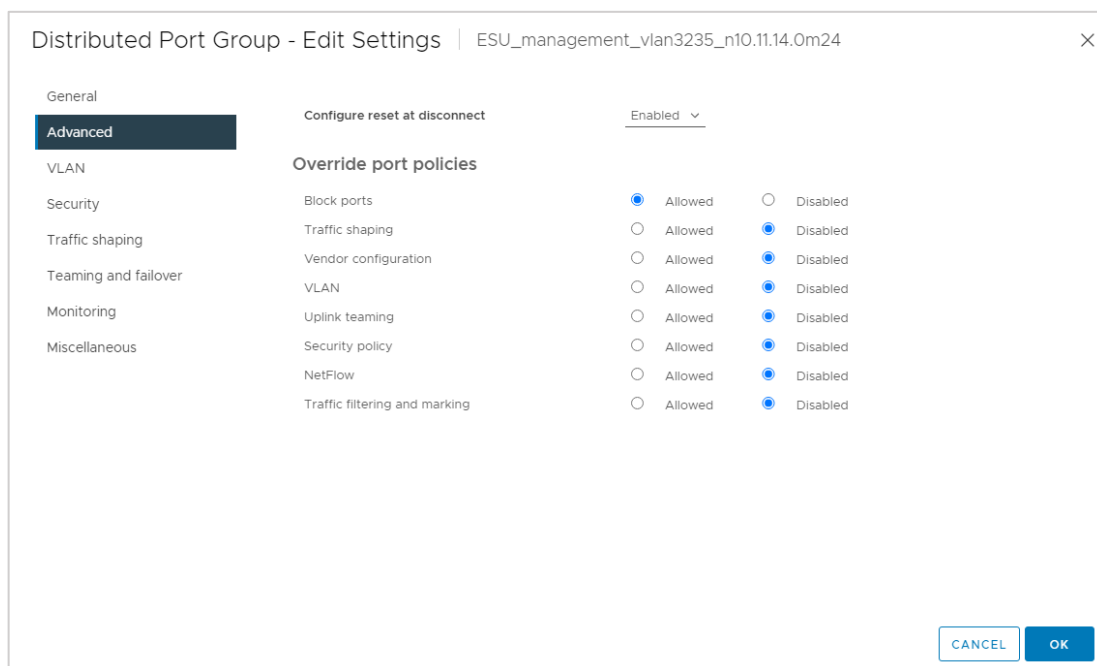 Distributed Port Group - Edit Settings | ESU_management_vlan3235_n10.11.14.0m24
General
Advanced
VLAN
Security
Traffic shaping
Teaming and failover
Monitoring
Miscellaneous
Configure reset at disconnect Enabled
Override port policies
Block ports Allowed Disabled
Traffic shaping Allowed Disabled
Vendor configuration Allowed Disabled
VLAN Allowed Disabled
Uplink teaming Allowed Disabled
Security policy Allowed Disabled
NetFlow Allowed Disabled
Traffic filtering and marking Allowed Disabled
CANCEL OK